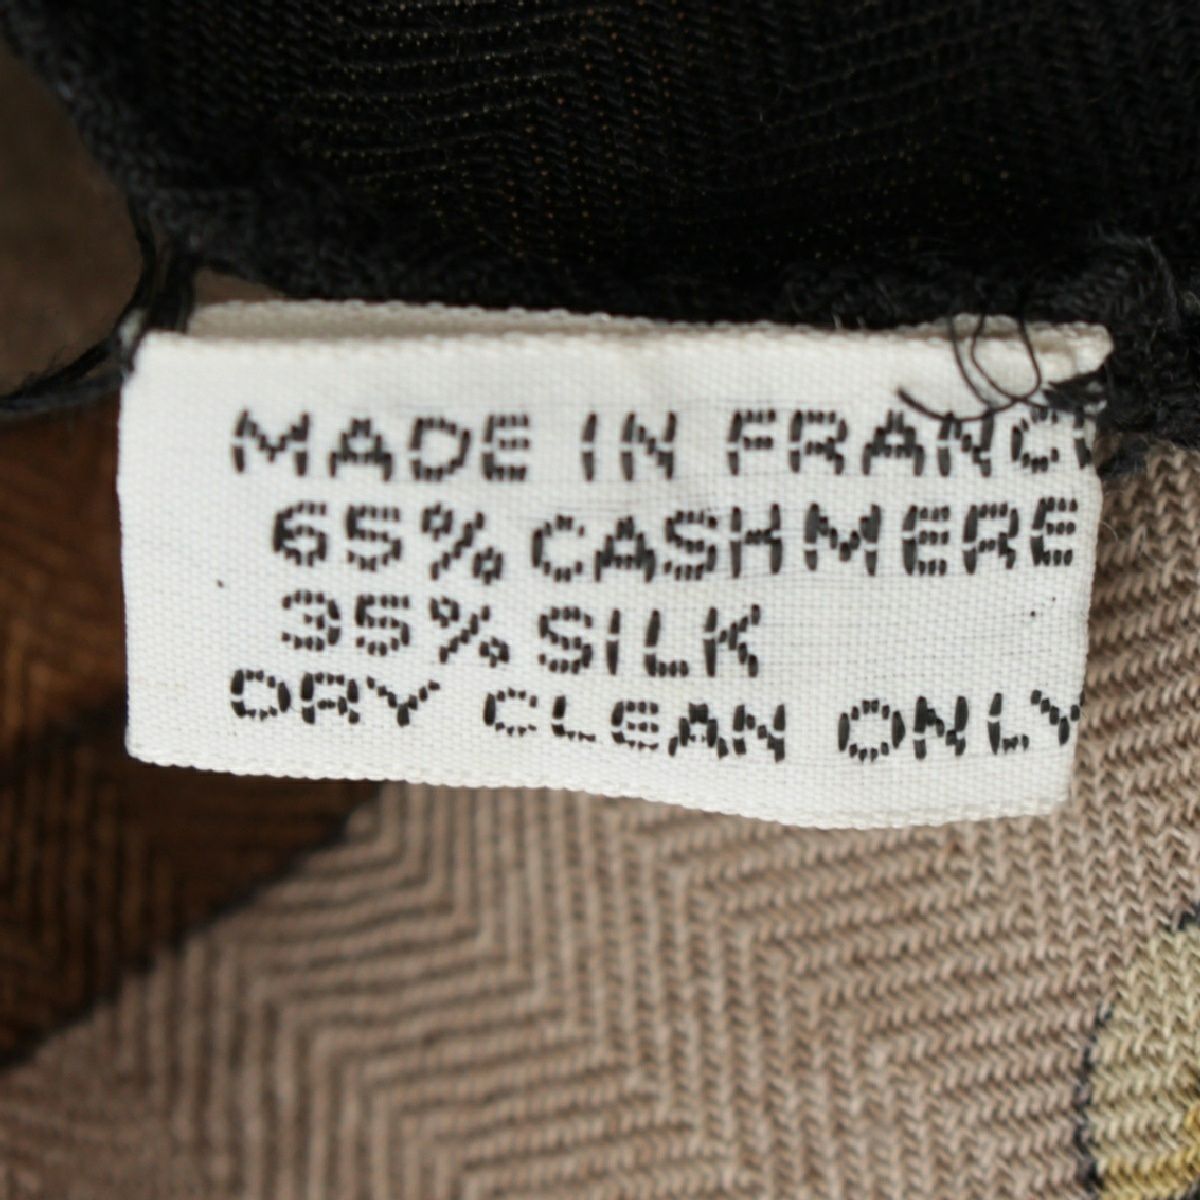 MADE IN FRANC
65% CASHMERE
35% SILK
DRY CLEAN ONLY